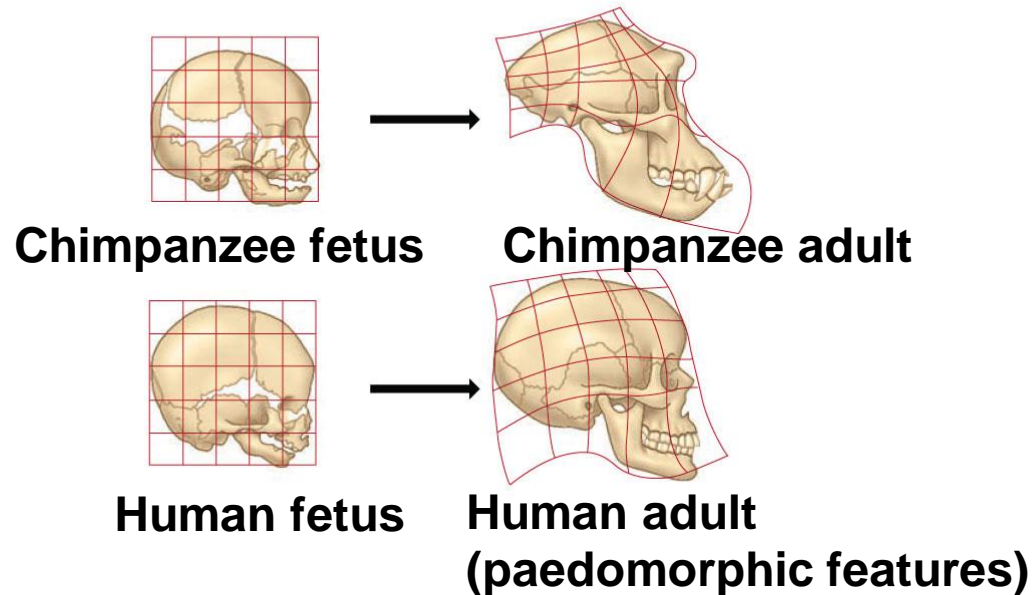 Chimpanzee fetus
Chimpanzee adult
Human fetus
Human adult
(paedomorphic features)